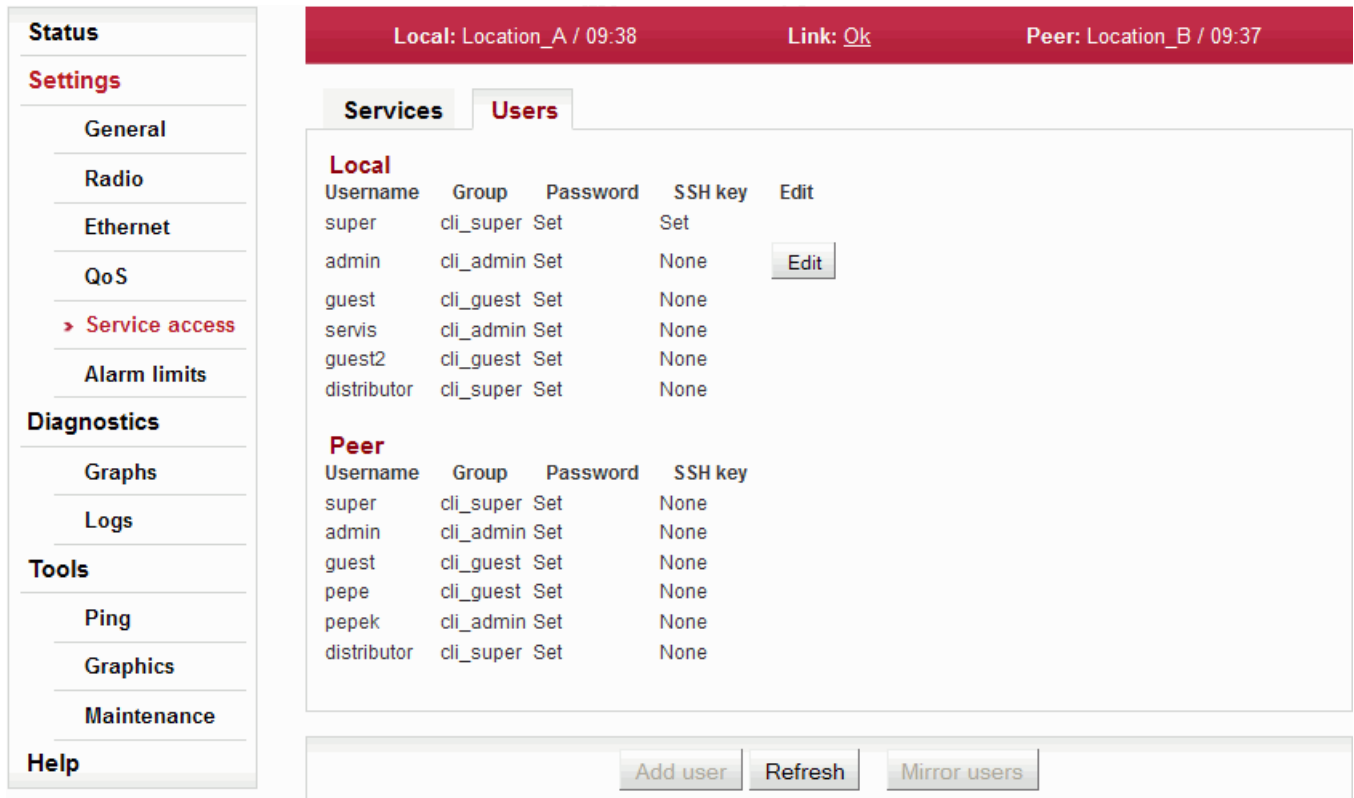 Status
Settings
General
Radio
Ethernet
QoS
Service access
Alarm limits
Diagnostics
Graphs
Logs
Tools
Ping
Graphics
Maintenance
Help
Local: Location_A / 09:38 Link: Ok Peer: Location_B / 09:37
Services Users
Local
Username Group Password SSH key Edit
super cli_super Set Set
admin cli_admin Set None Edit
guest cli_guest Set None
servis cli_admin Set None
guest2 cli_guest Set None
distributor cli_super Set None
Peer
Username Group Password SSH key
super cli_super Set None
admin cli_admin Set None
guest cli_guest Set None
pepe cli_guest Set None
pepek cli_admin Set None
distributor cli_super Set None
Add user Refresh Mirror users